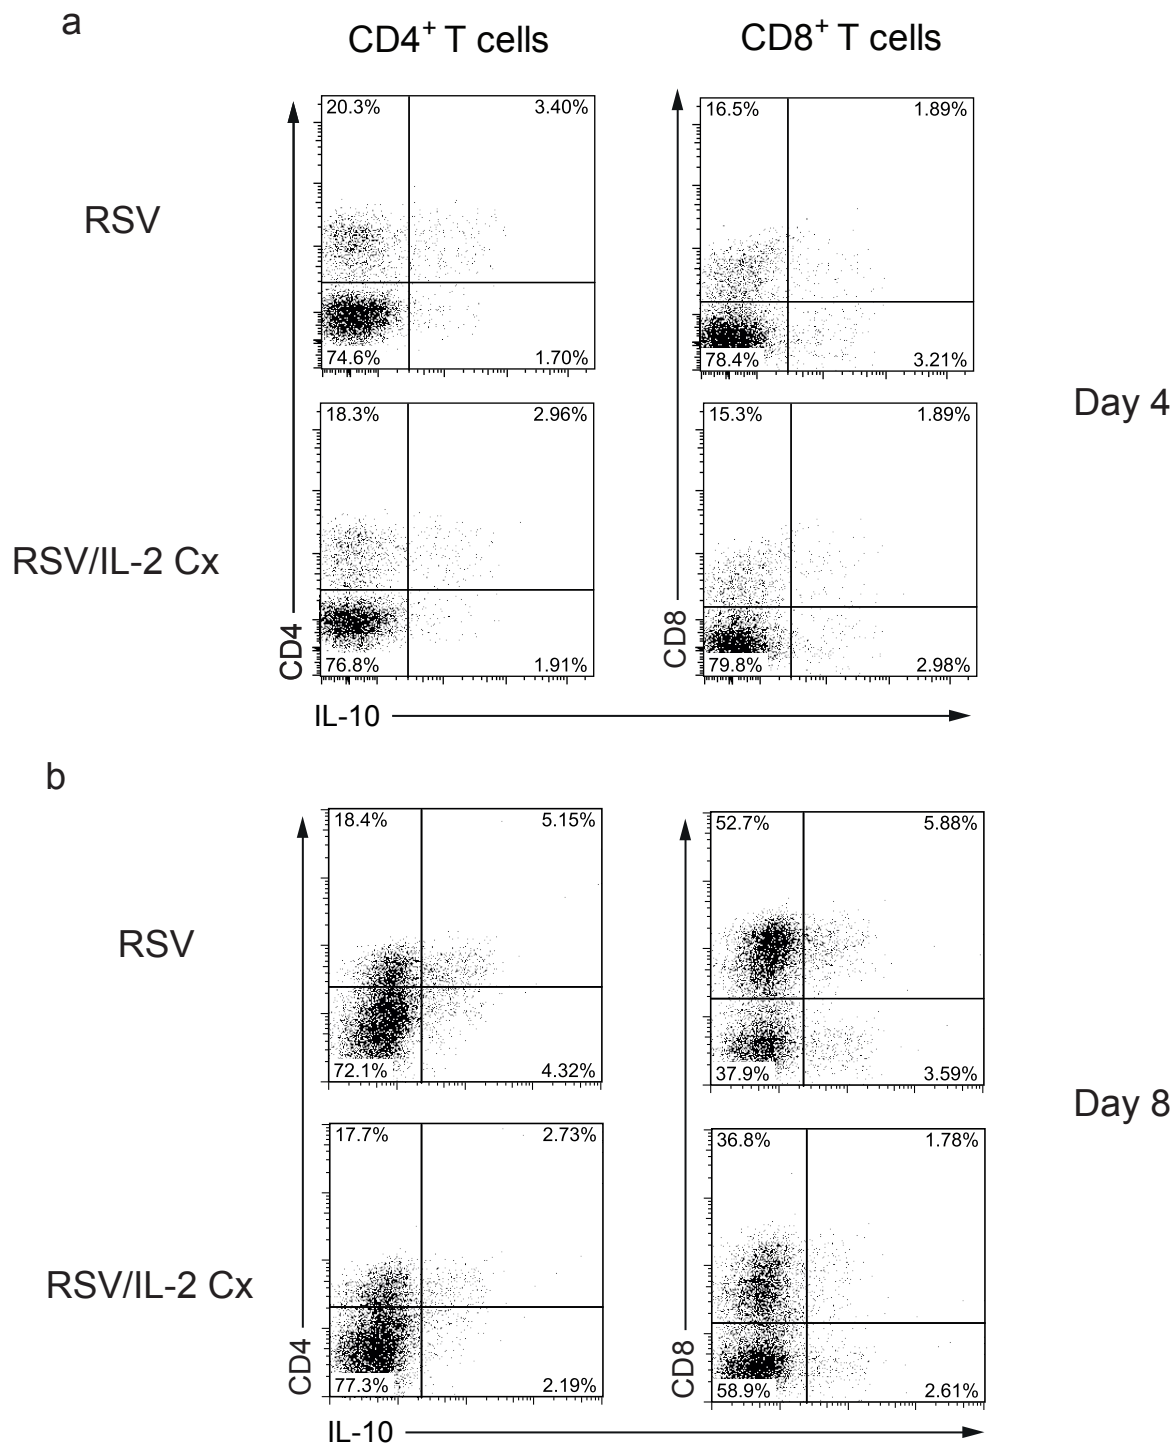 a
CD4+ T cells
CD8+ T cells
RSV
20.3%
3.40%
74.6%
1.70%
16.5%
1.89%
78.4%
3.21%
Day 4
RSV/IL-2 Cx
18.3%
2.96%
76.8%
1.91%
CD4
15.3%
1.89%
79.8%
2.98%
CD8
IL-10
b
RSV
18.4%
5.15%
72.1%
4.32%
52.7%
5.88%
37.9%
3.59%
Day 8
RSV/IL-2 Cx
17.7%
2.73%
77.3%
2.19%
CD4
36.8%
1.78%
58.9%
2.61%
CD8
IL-10